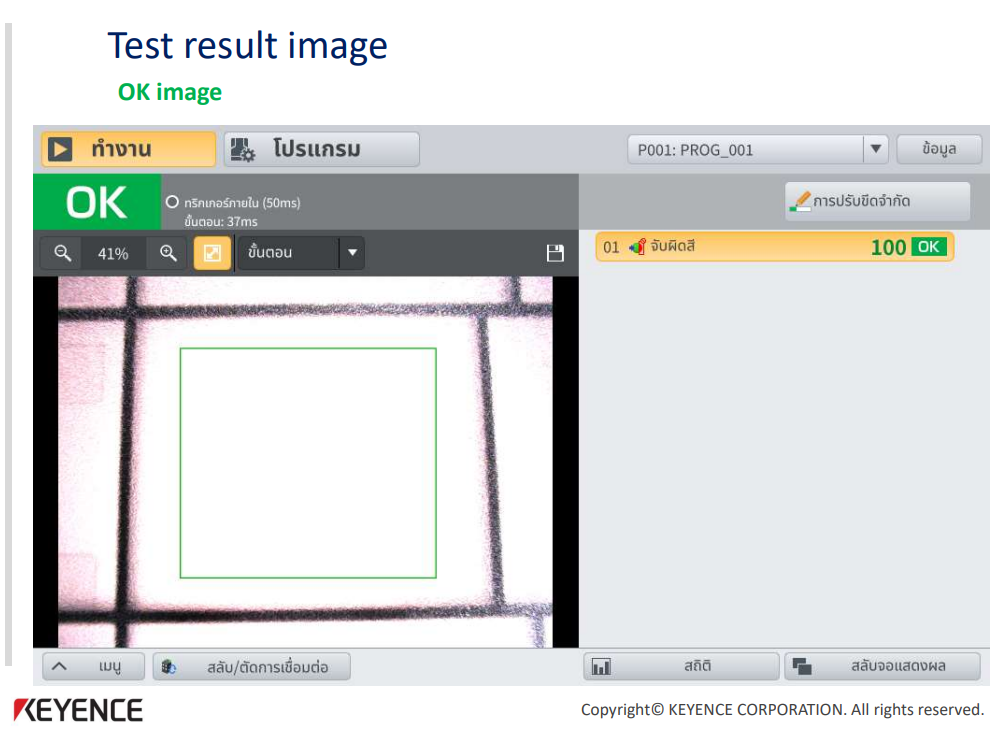 Test result image
OK image
ทำงาน
โปรแกรม
P001: PROG_001
ข้อมูล
OK
ทริกเกอร์ภายใน (50ms)
ขั้นตอน: 37ms
การปรับขีดจำกัด
41%
ขั้นตอน
01 จับผิดสี 100 OK
เมนู
สลับ/ตัดการเชื่อมต่อ
สถิติ
สลับจอแสดงผล
KEYENCE
Copyright© KEYENCE CORPORATION. All rights reserved.